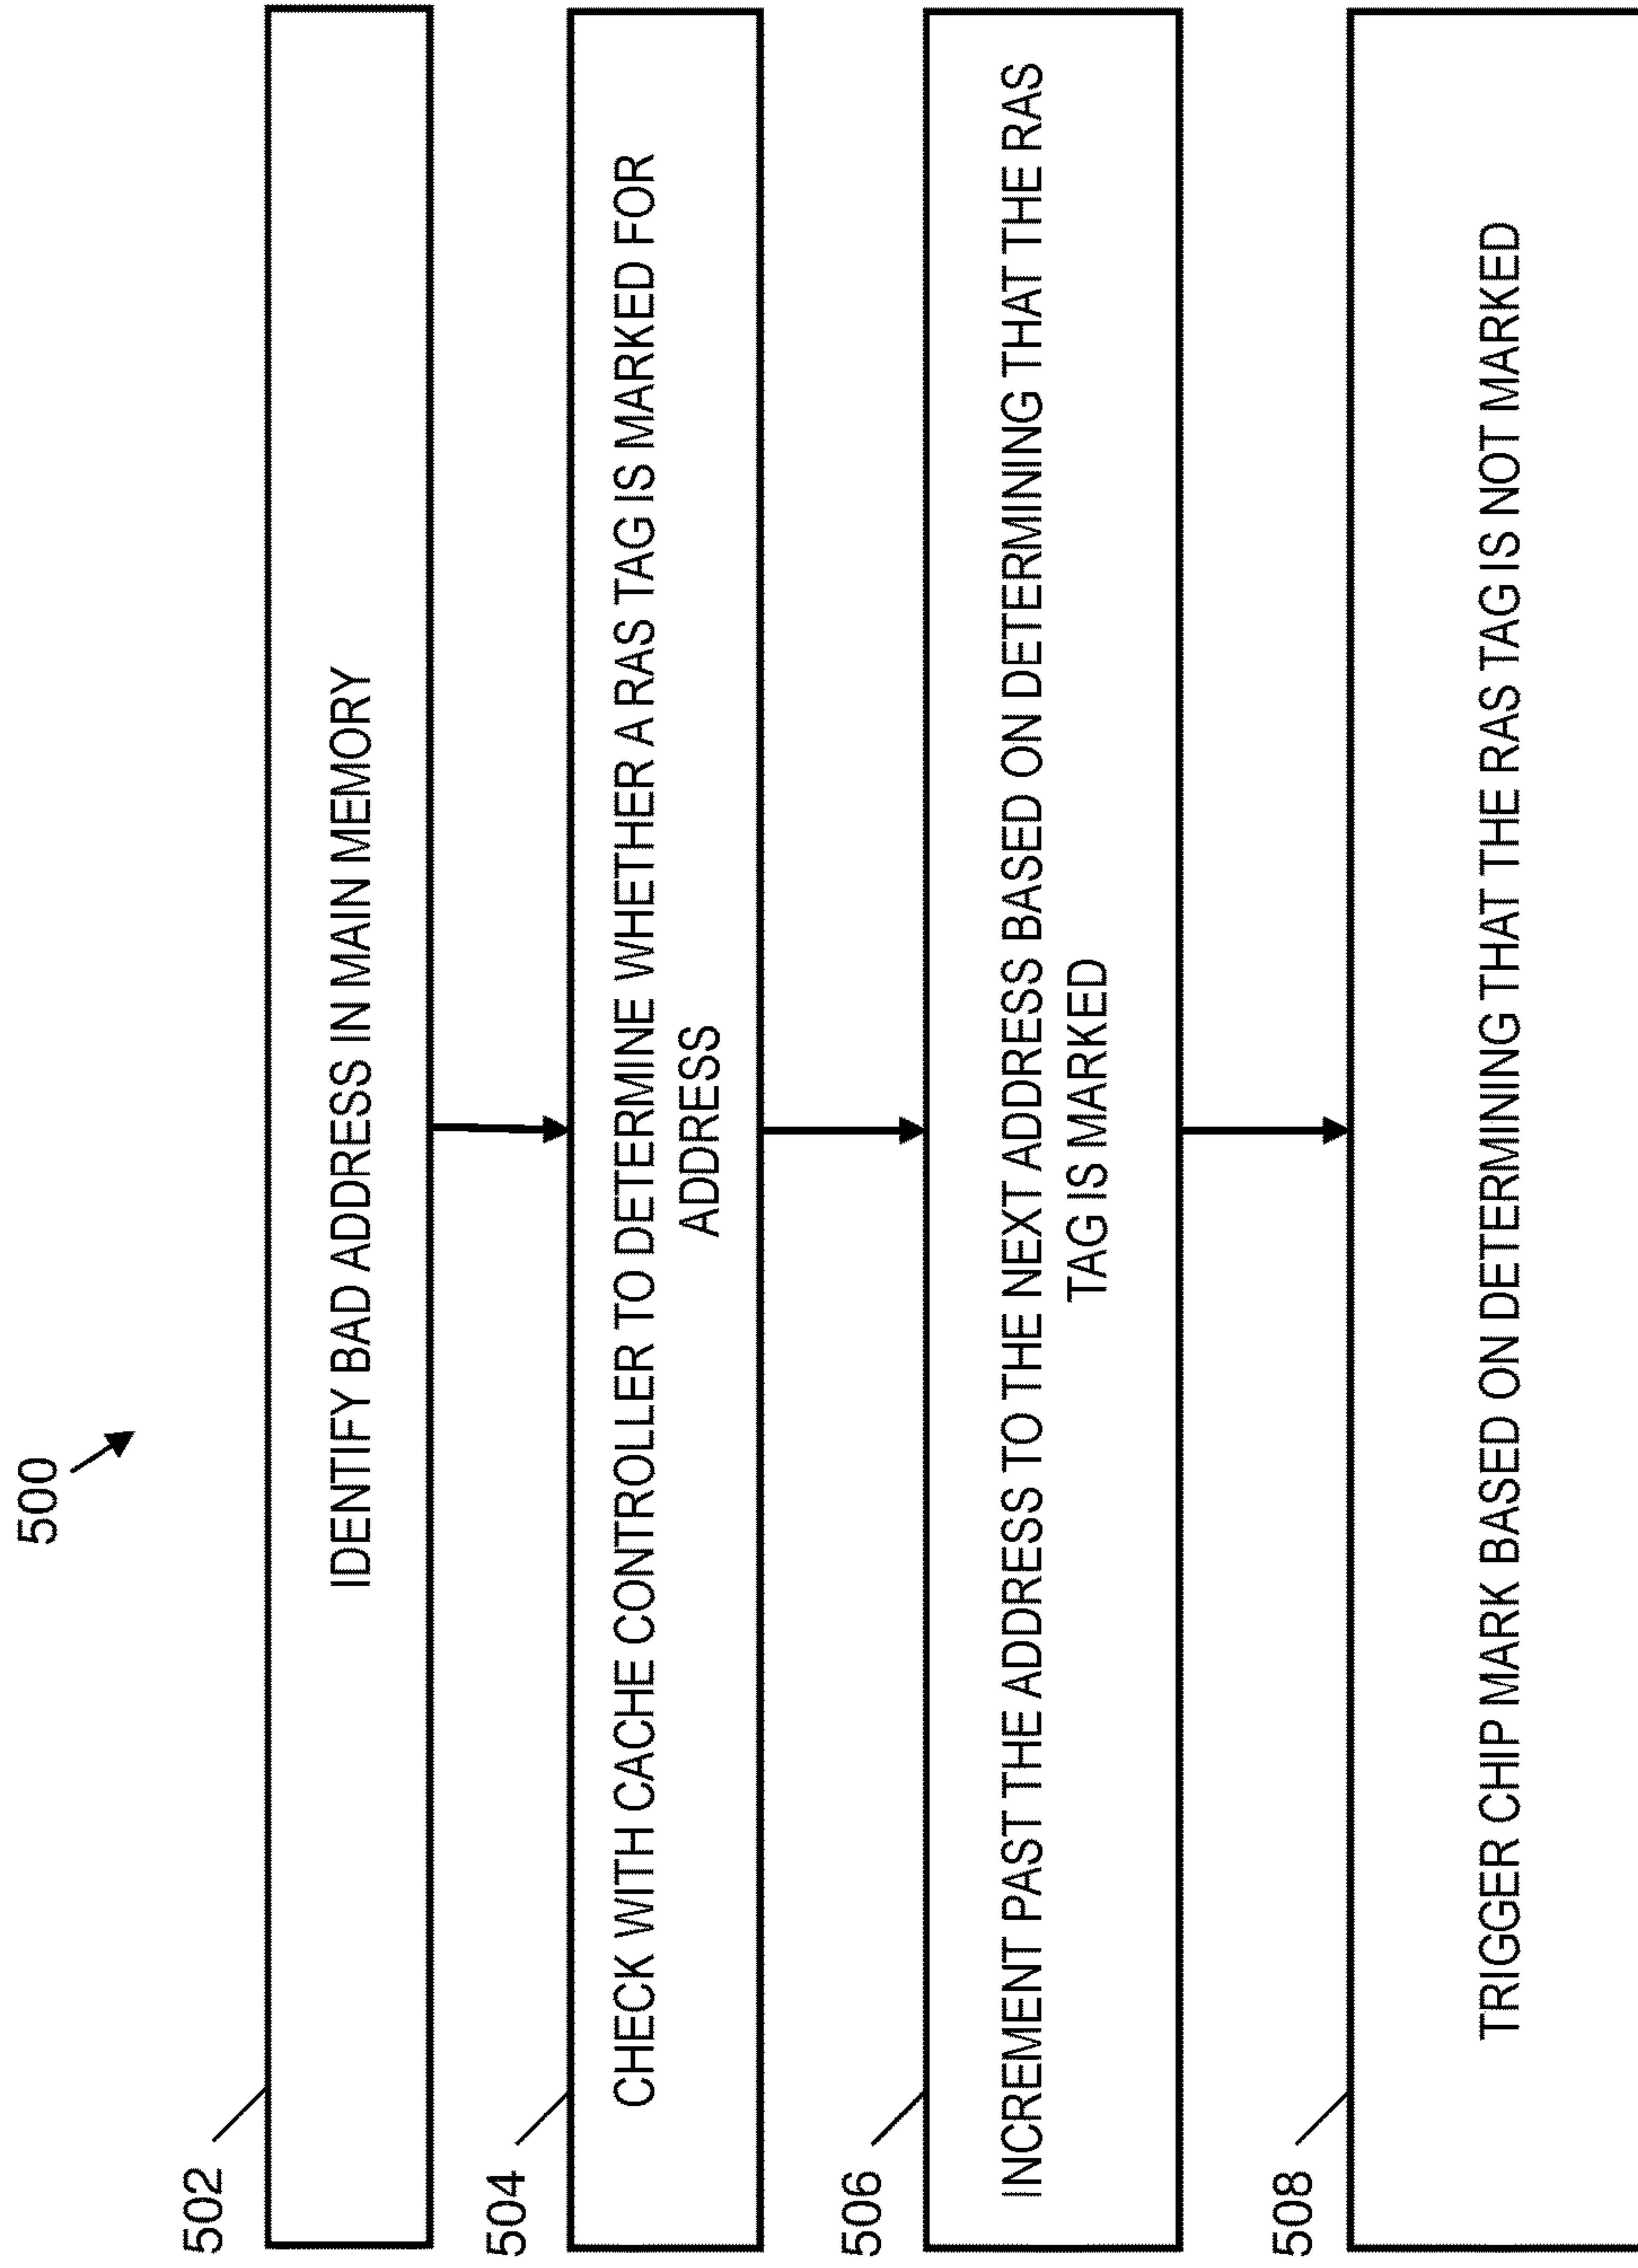 500
502
IDENTIFY BAD ADDRESS IN MAIN MEMORY
504
CHECK WITH CACHE CONTROLLER TO DETERMINE WHETHER A RAS TAG IS MARKED FOR
ADDRESS
506
INCREMENT PAST THE ADDRESS TO THE NEXT ADDRESS BASED ON DETERMINING THAT THE RAS
TAG IS MARKED
508
TRIGGER CHIP MARK BASED ON DETERMINING THAT THE RAS TAG IS NOT MARKED